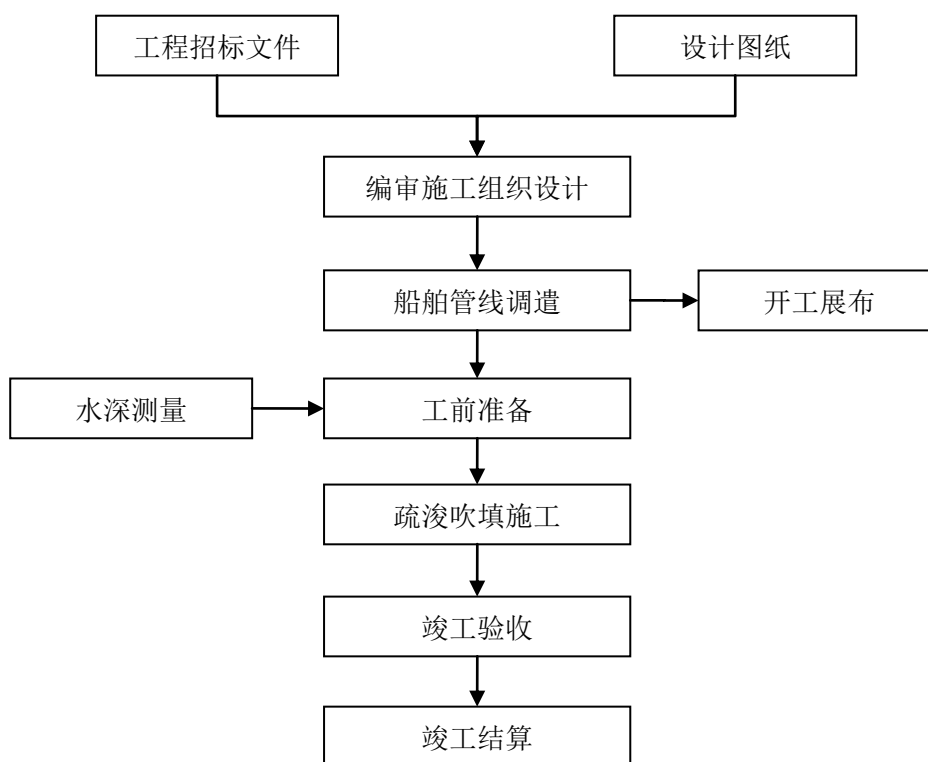 工程招标文件
设计图纸
编审施工组织设计
船舶管线调遣
开工展布
水深测量
工前准备
疏浚吹填施工
竣工验收
竣工结算